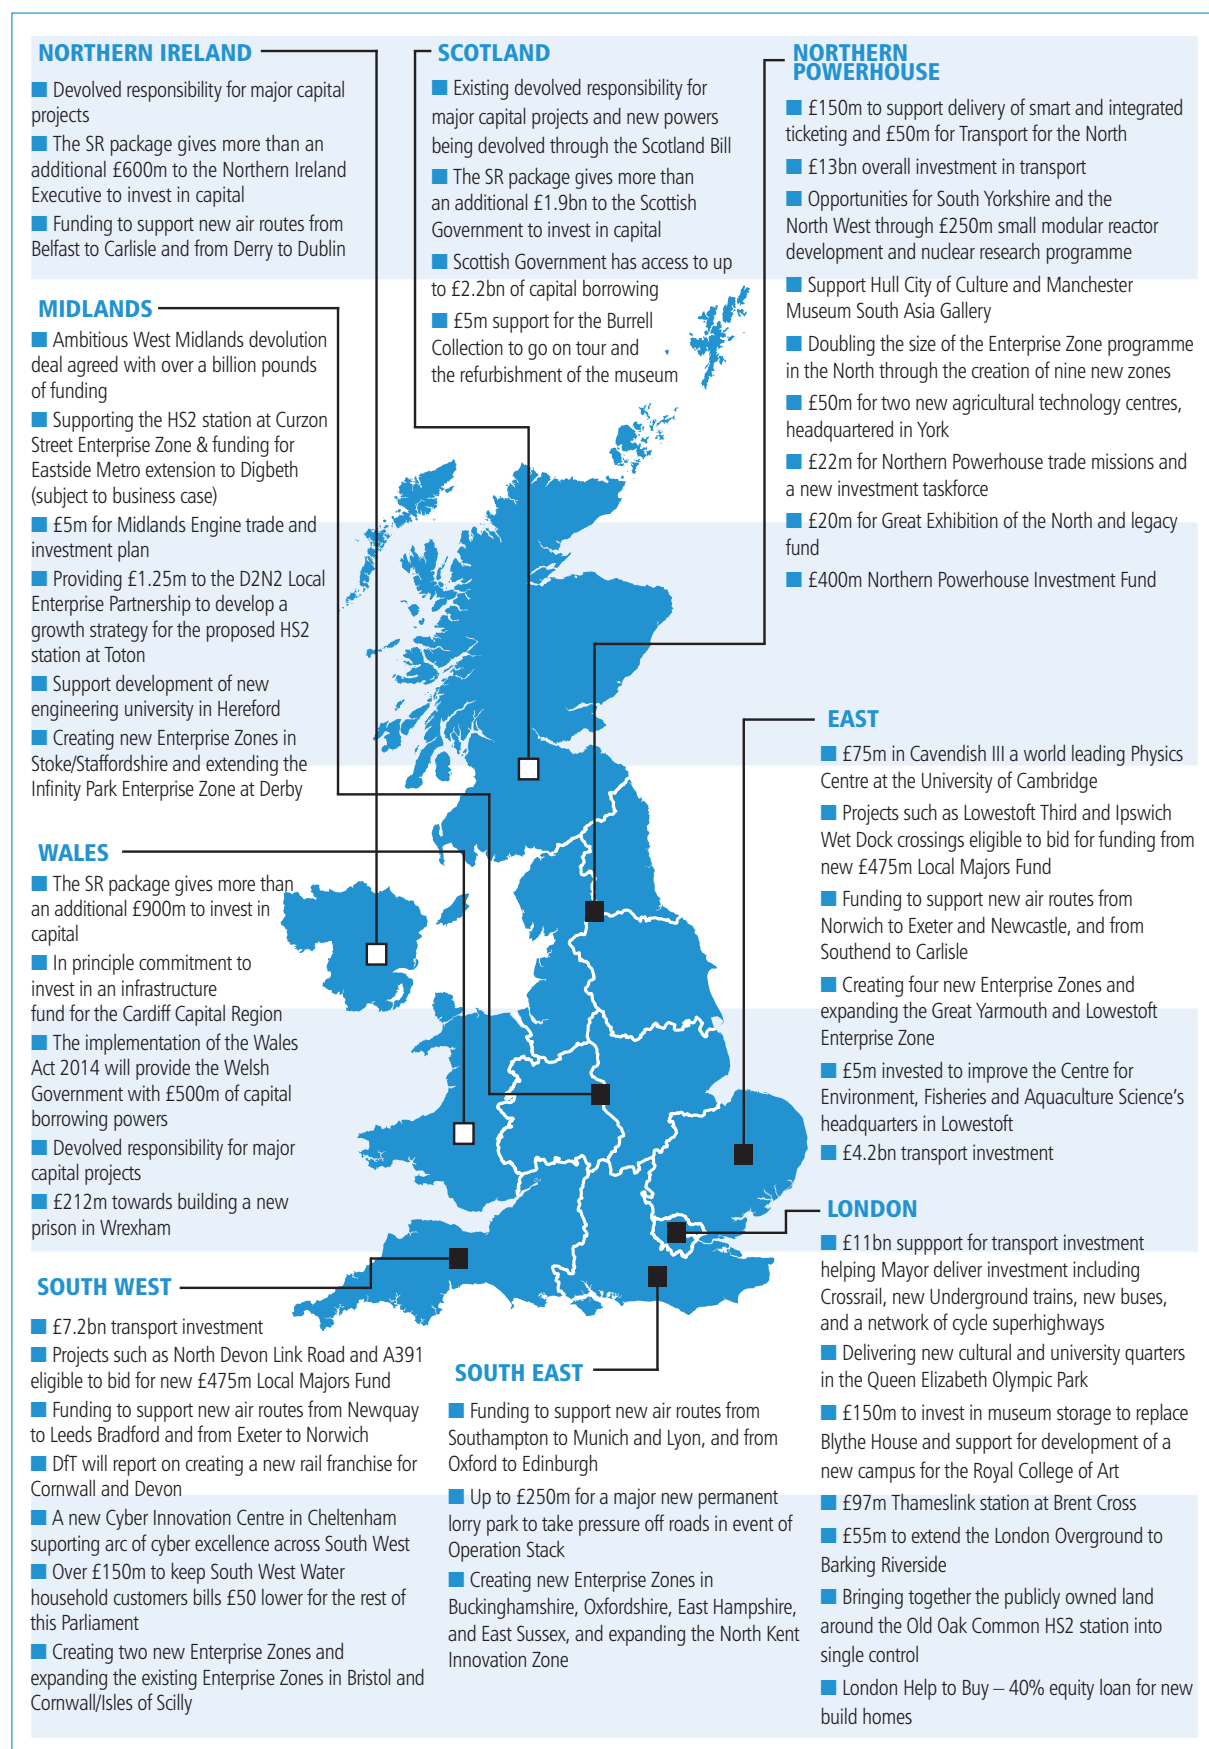 NORTHERN IRELAND
■ Devolved responsibility for major capital
projects
■ The SR package gives more than an
additional £600m to the Northern Ireland
Executive to invest in capital
■ Funding to support new air routes from
Belfast to Carlisle and from Derry to Dublin
SCOTLAND
■ Existing devolved responsibility for
major capital projects and new powers
being devolved through the Scotland Bill
■ The SR package gives more than
an additional £1.9bn to the Scottish
Government to invest in capital
■ Scottish Government has access to up
to £2.2bn of capital borrowing
■ £5m support for the Burrell
Collection to go on tour and
the refurbishment of the museum
NORTHERN
POWERHOUSE
■ £150m to support delivery of smart and integrated
ticketing and £50m for Transport for the North
■ £13bn overall investment in transport
■ Opportunities for South Yorkshire and the
North West through £250m small modular reactor
development and nuclear research programme
■ Support Hull City of Culture and Manchester
Museum South Asia Gallery
■ Doubling the size of the Enterprise Zone programme
in the North through the creation of nine new zones
■ £50m for two new agricultural technology centres,
headquartered in York
■ £22m for Northern Powerhouse trade missions and
a new investment taskforce
■ £20m for Great Exhibition of the North and legacy
fund
■ £400m Northern Powerhouse Investment Fund
MIDLANDS
■ Ambitious West Midlands devolution
deal agreed with over a billion pounds
of funding
■ Supporting the HS2 station at Curzon
Street Enterprise Zone & funding for
Eastside Metro extension to Digbeth
(subject to business case)
■ £5m for Midlands Engine trade and
investment plan
■ Providing £1.25m to the D2N2 Local
Enterprise Partnership to develop a
growth strategy for the proposed HS2
station at Toton
■ Support development of new
engineering university in Hereford
■ Creating new Enterprise Zones in
Stoke/Staffordshire and extending the
Infinity Park Enterprise Zone at Derby
EAST
■ £75m in Cavendish III a world leading Physics
Centre at the University of Cambridge
■ Projects such as Lowestoft Third and Ipswich
Wet Dock crossings eligible to bid for funding from
new £475m Local Majors Fund
■ Funding to support new air routes from
Norwich to Exeter and Newcastle, and from
Southend to Carlisle
■ Creating four new Enterprise Zones and
expanding the Great Yarmouth and Lowestoft
Enterprise Zone
■ £5m invested to improve the Centre for
Environment, Fisheries and Aquaculture Science's
headquarters in Lowestoft
■ £4.2bn transport investment
WALES
■ The SR package gives more than
an additional £900m to invest in
capital
■ In principle commitment to
invest in an infrastructure
fund for the Cardiff Capital Region
■ The implementation of the Wales
Act 2014 will provide the Welsh
Government with £500m of capital
borrowing powers
■ Devolved responsibility for major
capital projects
■ £212m towards building a new
prison in Wrexham
LONDON
■ £11bn suppport for transport investment
helping Mayor deliver investment including
Crossrail, new Underground trains, new buses,
and a network of cycle superhighways
■ Delivering new cultural and university quarters
in the Queen Elizabeth Olympic Park
■ £150m to invest in museum storage to replace
Blythe House and support for development of a
new campus for the Royal College of Art
■ £97m Thameslink station at Brent Cross
■ £55m to extend the London Overground to
Barking Riverside
■ Bringing together the publicly owned land
around the Old Oak Common HS2 station into
single control
■ London Help to Buy – 40% equity loan for new
build homes
SOUTH WEST
■ £7.2bn transport investment
■ Projects such as North Devon Link Road and A391
eligible to bid for new £475m Local Majors Fund
■ Funding to support new air routes from Newquay
to Leeds Bradford and from Exeter to Norwich
■ DfT will report on creating a new rail franchise for
Cornwall and Devon
■ A new Cyber Innovation Centre in Cheltenham
suporting arc of cyber excellence across South West
■ Over £150m to keep South West Water
household customers bills £50 lower for the rest of
this Parliament
■ Creating two new Enterprise Zones and
expanding the existing Enterprise Zones in Bristol and
Cornwall/Isles of Scilly
SOUTH EAST
■ Funding to support new air routes from
Southampton to Munich and Lyon, and from
Oxford to Edinburgh
■ Up to £250m for a major new permanent
lorry park to take pressure off roads in event of
Operation Stack
■ Creating new Enterprise Zones in
Buckinghamshire, Oxfordshire, East Hampshire,
and East Sussex, and expanding the North Kent
Innovation Zone